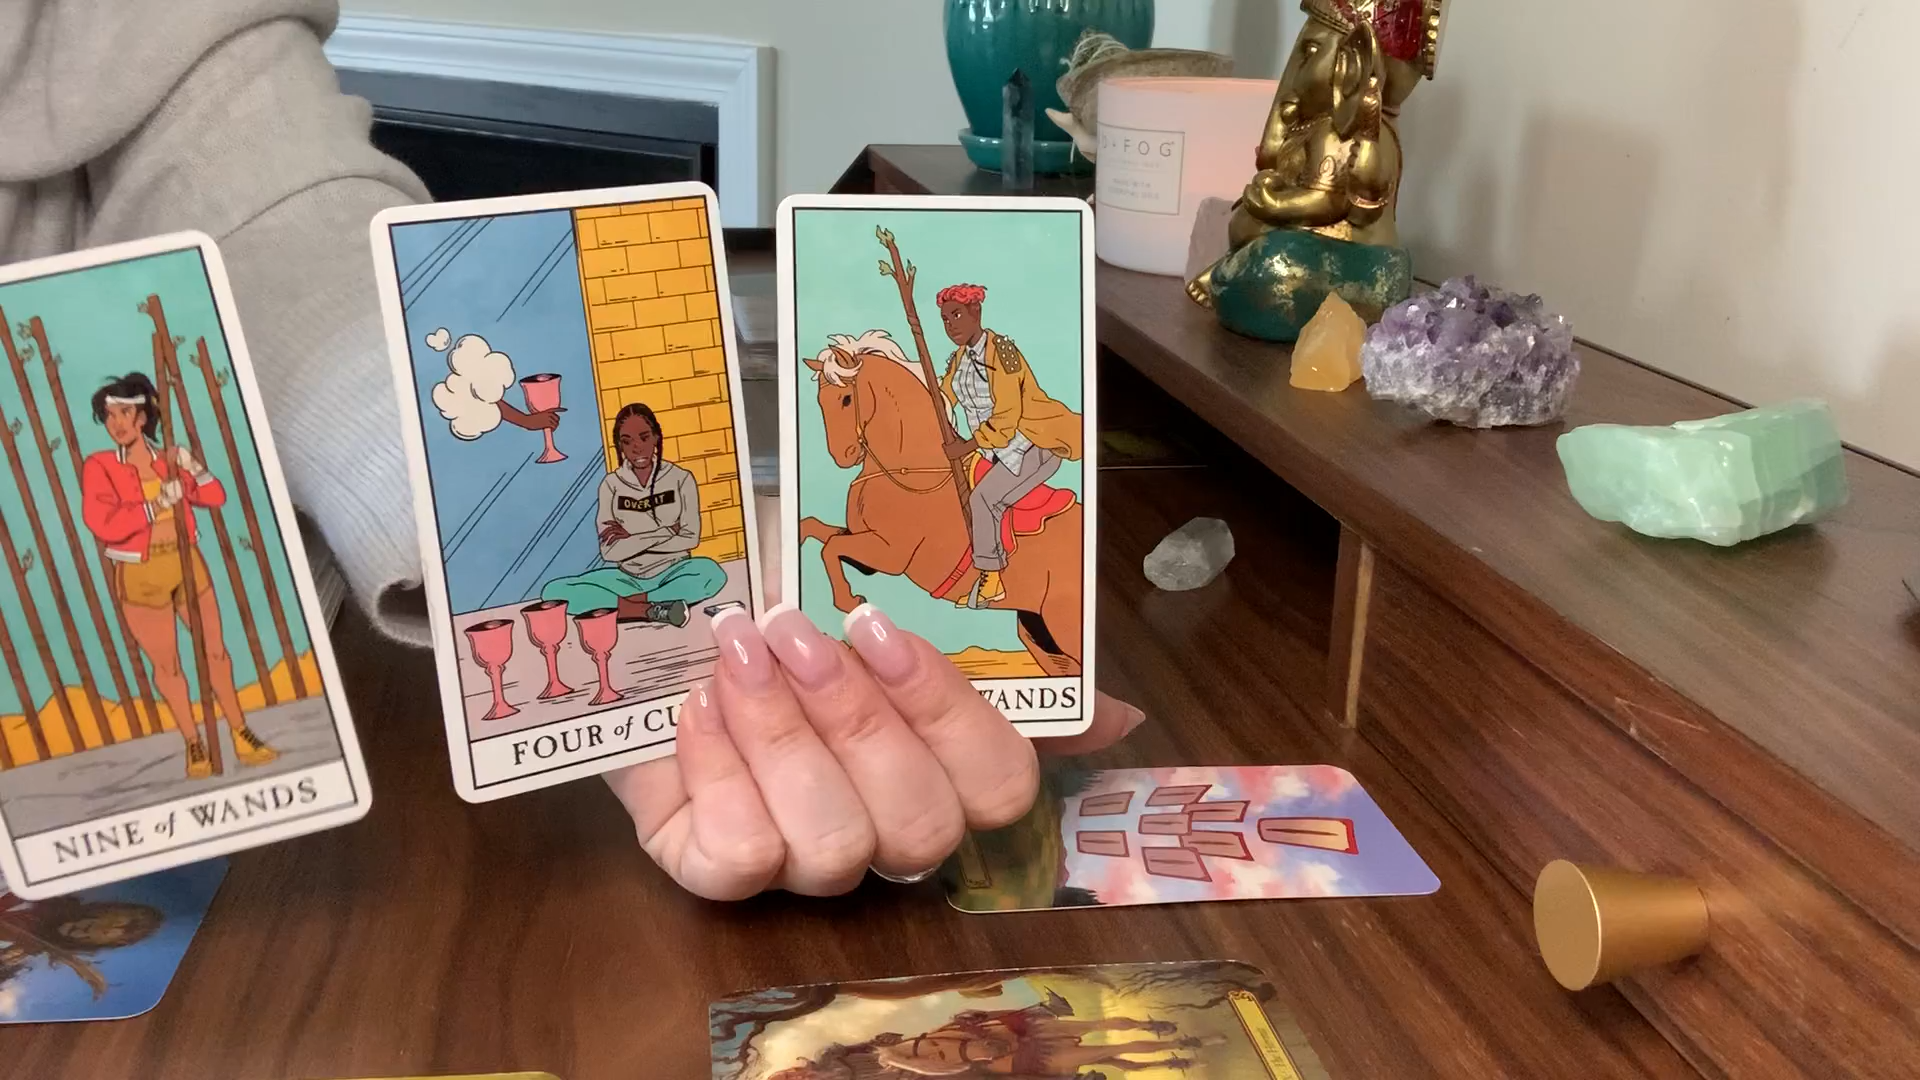 NINE of WANDS
FOUR of CU
WANDS
OVER IT
FOG